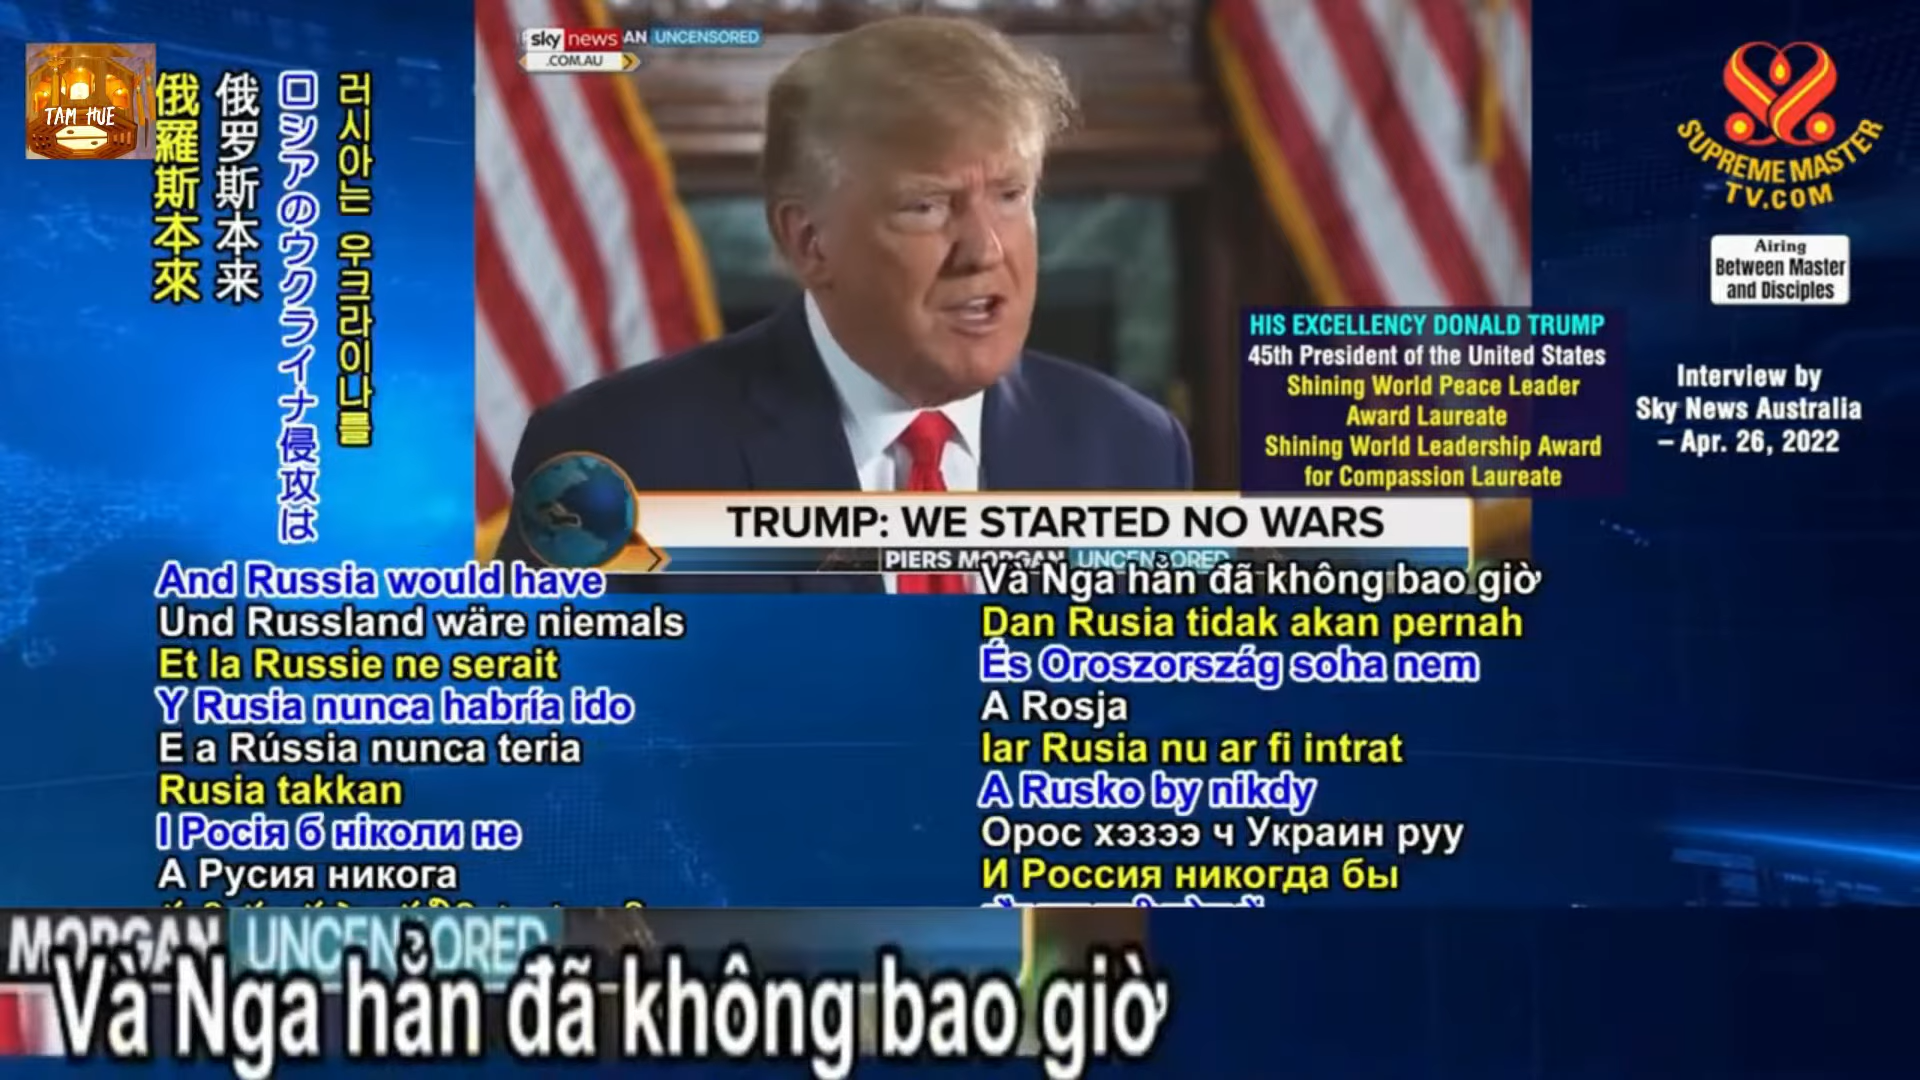 sky news AN UNCENSORED
.COM.AU
TAM HUE
러시아는 우크라이나를
ロシアのウクライナ侵攻は
俄罗斯本来
俄羅斯本來
SUPREME MASTER
TV.COM
Airing
Between Master
and Disciples
HIS EXCELLENCY DONALD TRUMP
45th President of the United States
Shining World Peace Leader
Award Laureate
Shining World Leadership Award
for Compassion Laureate
Interview by
Sky News Australia
– Apr. 26, 2022
TRUMP: WE STARTED NO WARS
PIERS MORGAN UNCENSORED
And Russia would have
Und Russland wäre niemals
Et la Russie ne serait
Y Rusia nunca habría ido
E a Rússia nunca teria
Rusia takkan
І Росія б ніколи не
А Русия никога
Và Nga hẳn đã không bao giờ
Dan Rusia tidak akan pernah
És Oroszország soha nem
A Rosja
Iar Rusia nu ar fi intrat
A Rusko by nikdy
Орос хэзээ ч Украин руу
И Россия никогда бы
MORGAN UNCENSORED
Và Nga hẳn đã không bao giờ